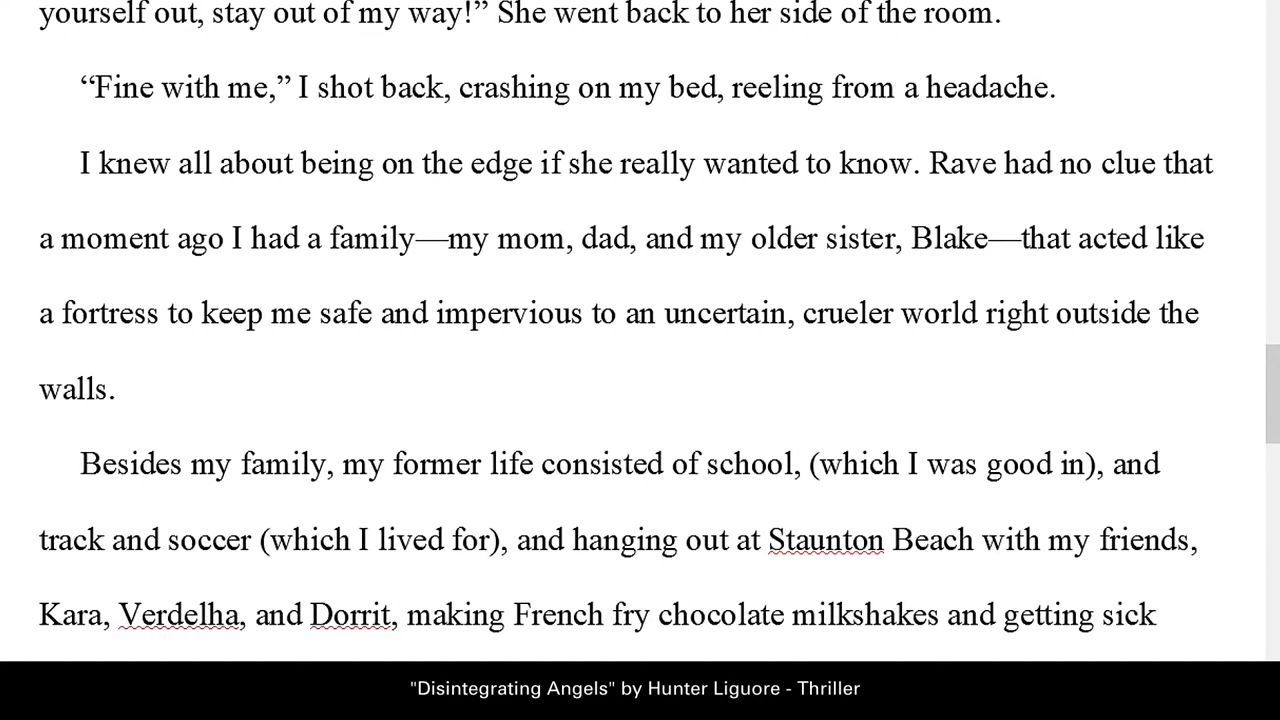 yourself out, stay out of my way!” She went back to her side of the room.
“Fine with me,” I shot back, crashing on my bed, reeling from a headache.
I knew all about being on the edge if she really wanted to know. Rave had no clue that
a moment ago I had a family—my mom, dad, and my older sister, Blake—that acted like
a fortress to keep me safe and impervious to an uncertain, crueler world right outside the
walls.
Besides my family, my former life consisted of school, (which I was good in), and
track and soccer (which I lived for), and hanging out at Staunton Beach with my friends,
Kara, Verdelha, and Dorrit, making French fry chocolate milkshakes and getting sick
"Disintegrating Angels" by Hunter Liguore - Thriller